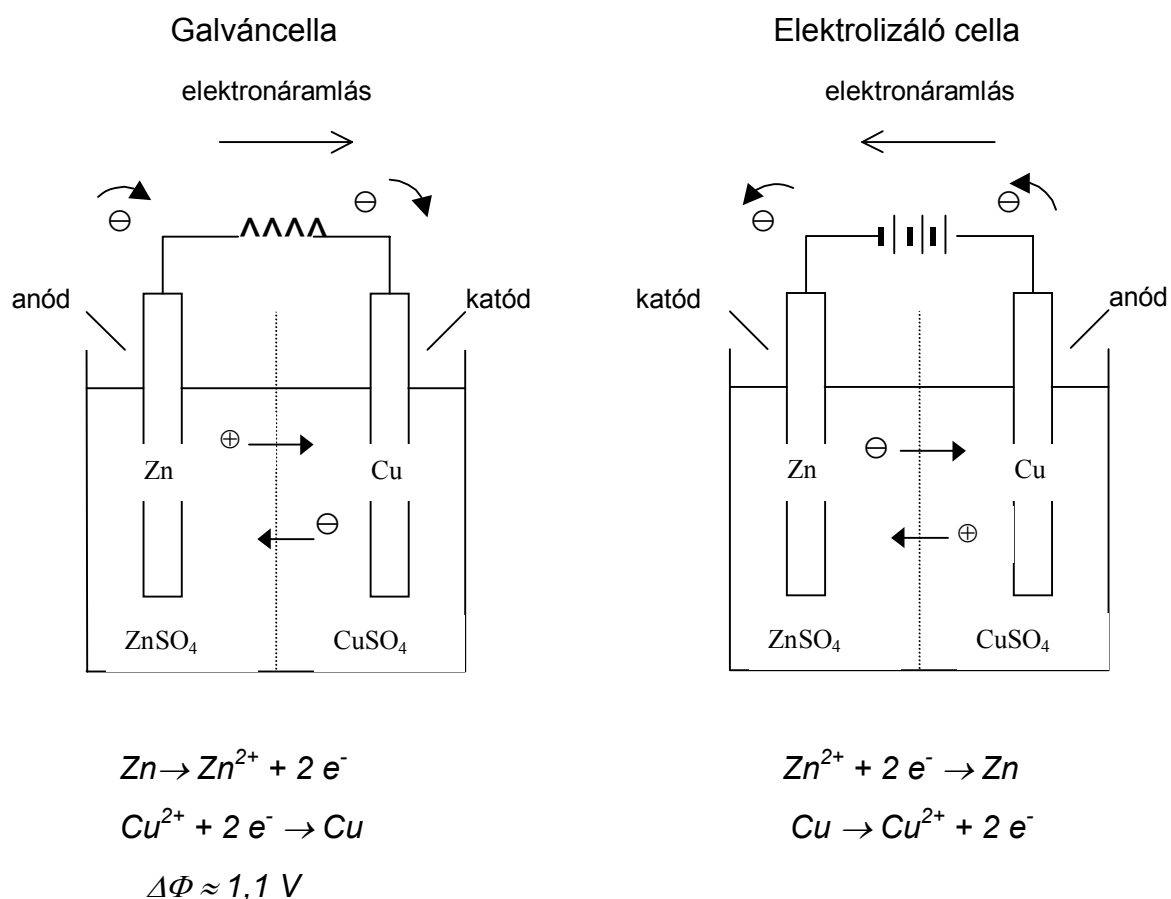 Galváncella
elektronáramlás
⊖ ⊖
anód
katód
⊕
Zn
Cu
⊖
ZnSO₄
CuSO₄
Zn → Zn²⁺ + 2 e⁻
Cu²⁺ + 2 e⁻ → Cu
ΔΦ ≈ 1,1 V
Elektrolizáló cella
elektronáramlás
⊖ ⊖
katód
anód
⊖
Zn
Cu
⊕
ZnSO₄
CuSO₄
Zn²⁺ + 2 e⁻ → Zn
Cu → Cu²⁺ + 2 e⁻